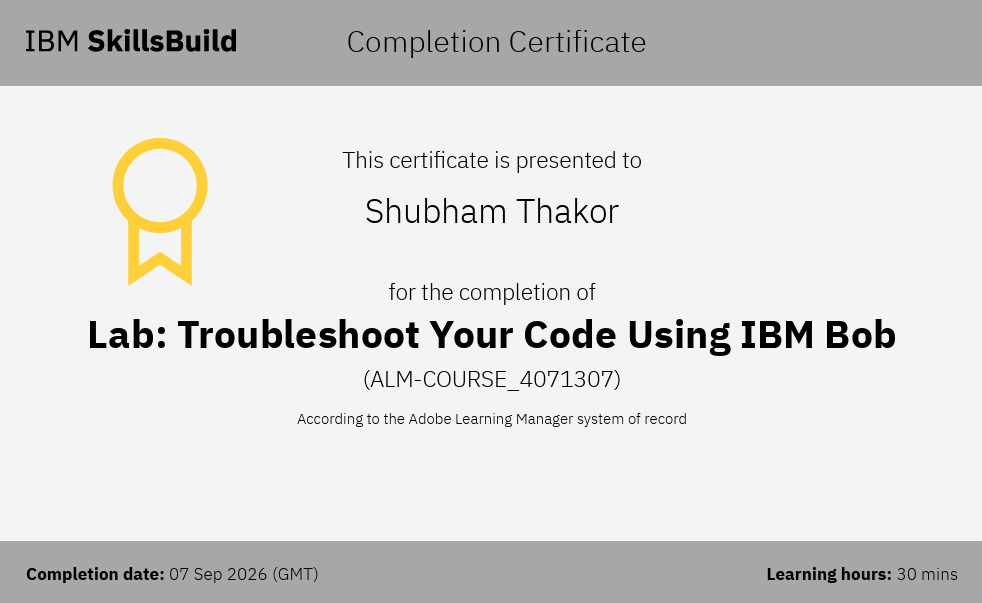 IBM SkillsBuild
Completion Certificate
This certificate is presented to
Shubham Thakor
for the completion of
Lab: Troubleshoot Your Code Using IBM Bob
(ALM-COURSE_4071307)
According to the Adobe Learning Manager system of record
Completion date: 07 Sep 2026 (GMT)
Learning hours: 30 mins